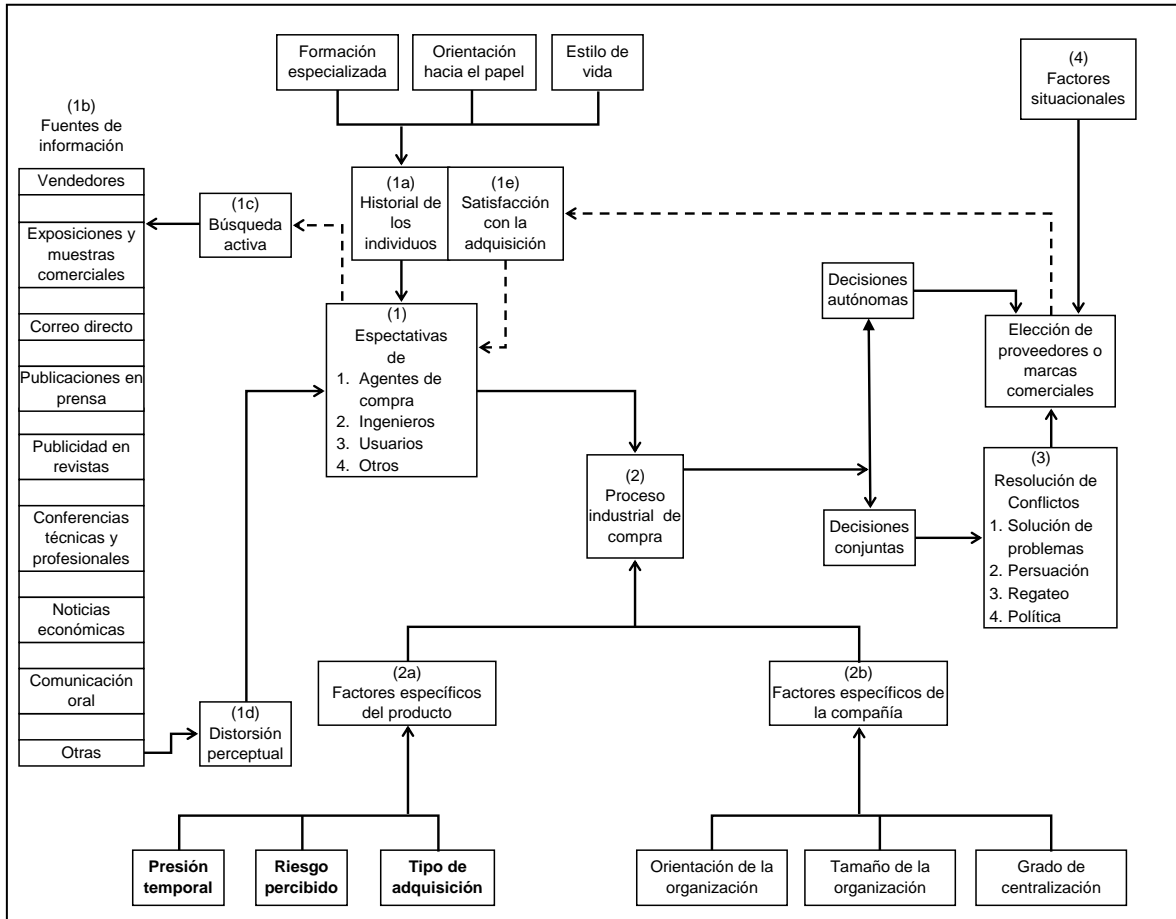 Formación
especializada
Orientación
hacia el papel
Estilo de
vida
(4)
Factores
situacionales
(1b)
Fuentes de
información
Vendedores
Exposiciones y
muestras
comerciales
Correo directo
Publicaciones en
prensa
Publicidad en
revistas
Conferencias
técnicas y
profesionales
Noticias
económicas
Comunicación
oral
Otras
(1c)
Búsqueda
activa
(1a)
Historial de
los
individuos
(1e)
Satisfacción
con la
adquisición
(1)
Espectativas
de
1. Agentes de
compra
2. Ingenieros
3. Usuarios
4. Otros
(1d)
Distorsión
perceptual
(2)
Proceso
industrial de
compra
Decisiones
autónomas
Decisiones
conjuntas
Elección de
proveedores o
marcas
comerciales
(3)
Resolución de
Conflictos
1. Solución de
problemas
2. Persuación
3. Regateo
4. Política
(2a)
Factores específicos
del producto
(2b)
Factores específicos de
la compañía
Presión
temporal
Riesgo
percibido
Tipo de
adquisición
Orientación de la
organización
Tamaño de la
organización
Grado de
centralización